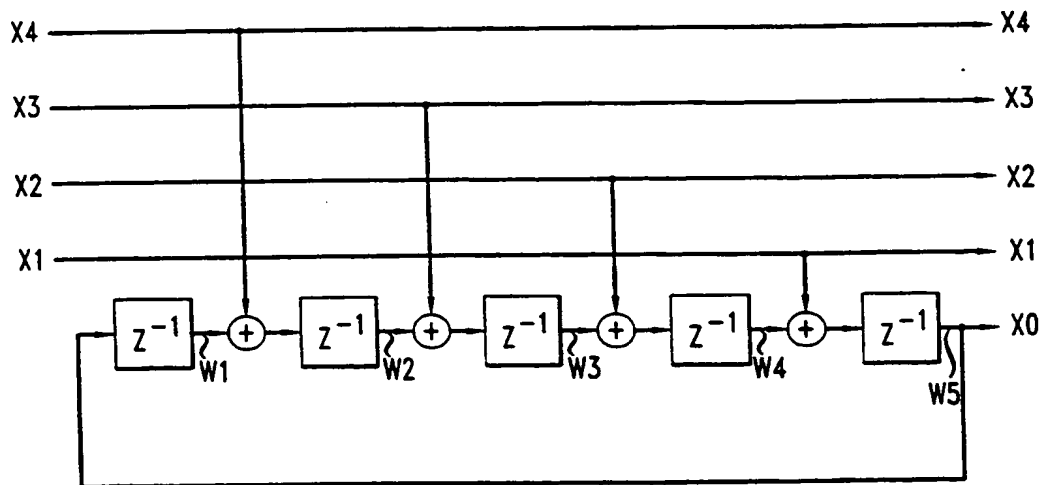 X4 X4
X3 X3
X2 X2
X1 X1
z⁻¹ + z⁻¹ + z⁻¹ + z⁻¹ + z⁻¹ X0
W1 W2 W3 W4 W5